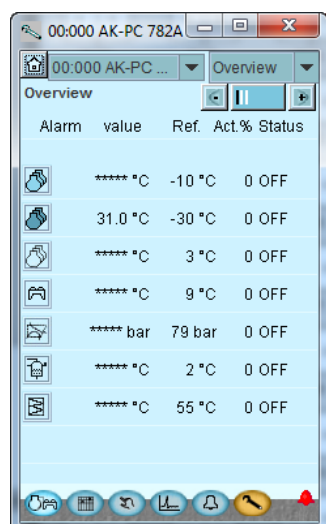 00:000 AK-PC 782A
00:000 AK-PC ... Overview
Overview
Alarm value Ref. Act.% Status
***** °C -10 °C 0 OFF
31.0 °C -30 °C 0 OFF
***** °C 3 °C 0 OFF
***** °C 9 °C 0 OFF
***** bar 79 bar 0 OFF
***** °C 2 °C 0 OFF
***** °C 55 °C 0 OFF